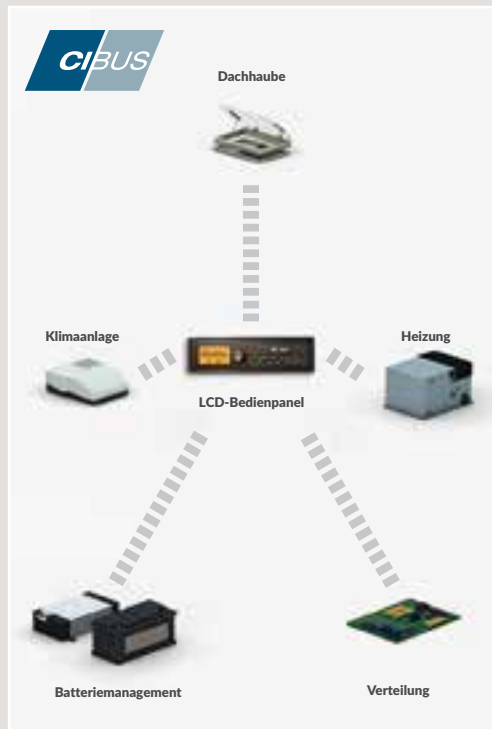 CIBUS
Dachhaube
Klimaanlage
Heizung
LCD-Bedienpanel
Batteriemanagement
Verteilung